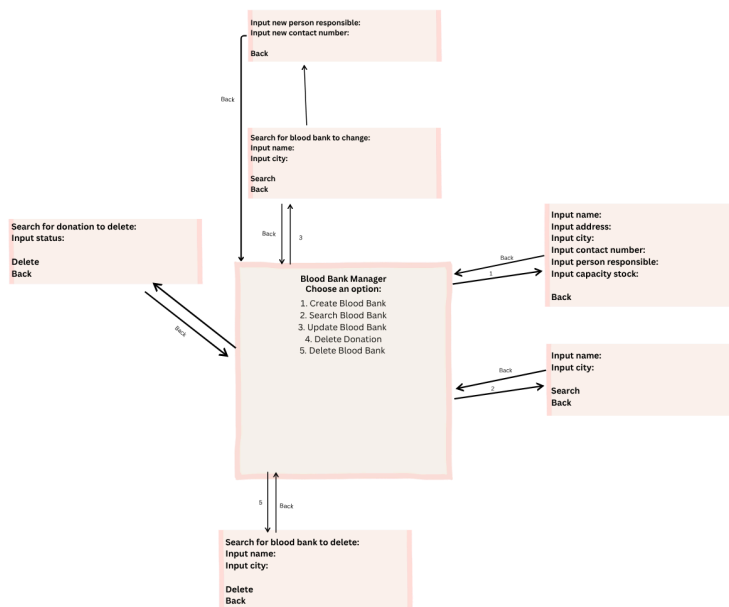 Input new person responsible:
Input new contact number:
Back
Back
Search for blood bank to change:
Input name:
Input city:
Search
Back
Back
3
Search for donation to delete:
Input status:
Delete
Back
Back
Blood Bank Manager
Choose an option:
1. Create Blood Bank
2. Search Blood Bank
3. Update Blood Bank
4. Delete Donation
5. Delete Blood Bank
Back
1
Input name:
Input address:
Input city:
Input contact number:
Input person responsible:
Input capacity stock:
Back
Back
2
Input name:
Input city:
Search
Back
5
Back
Search for blood bank to delete:
Input name:
Input city:
Delete
Back